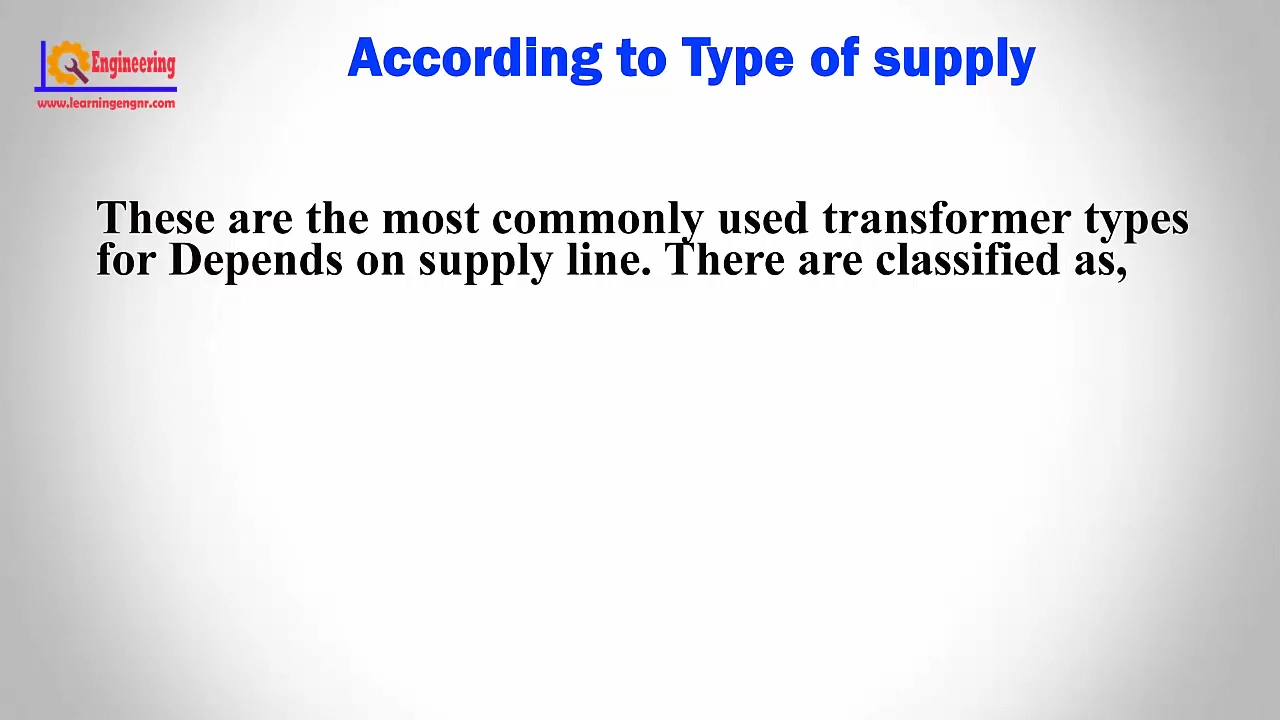 According to Type of supply
Engineering
www.learningengnr.com
These are the most commonly used transformer types
for Depends on supply line. There are classified as,